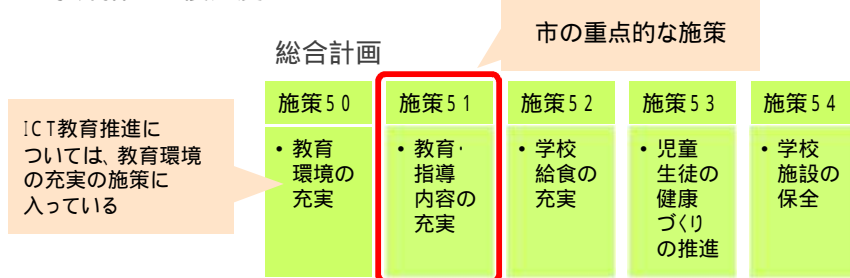 市の重点的な施策
総合計画
ICT教育推進に
ついては、教育環境
の充実の施策に
入っている
施策50
・教育
環境の
充実
施策51
・教育・
指導
内容の
充実
施策52
・学校
給食の
充実
施策53
・児童
生徒の
健康
づくり
の推進
施策54
・学校
施設の
保全